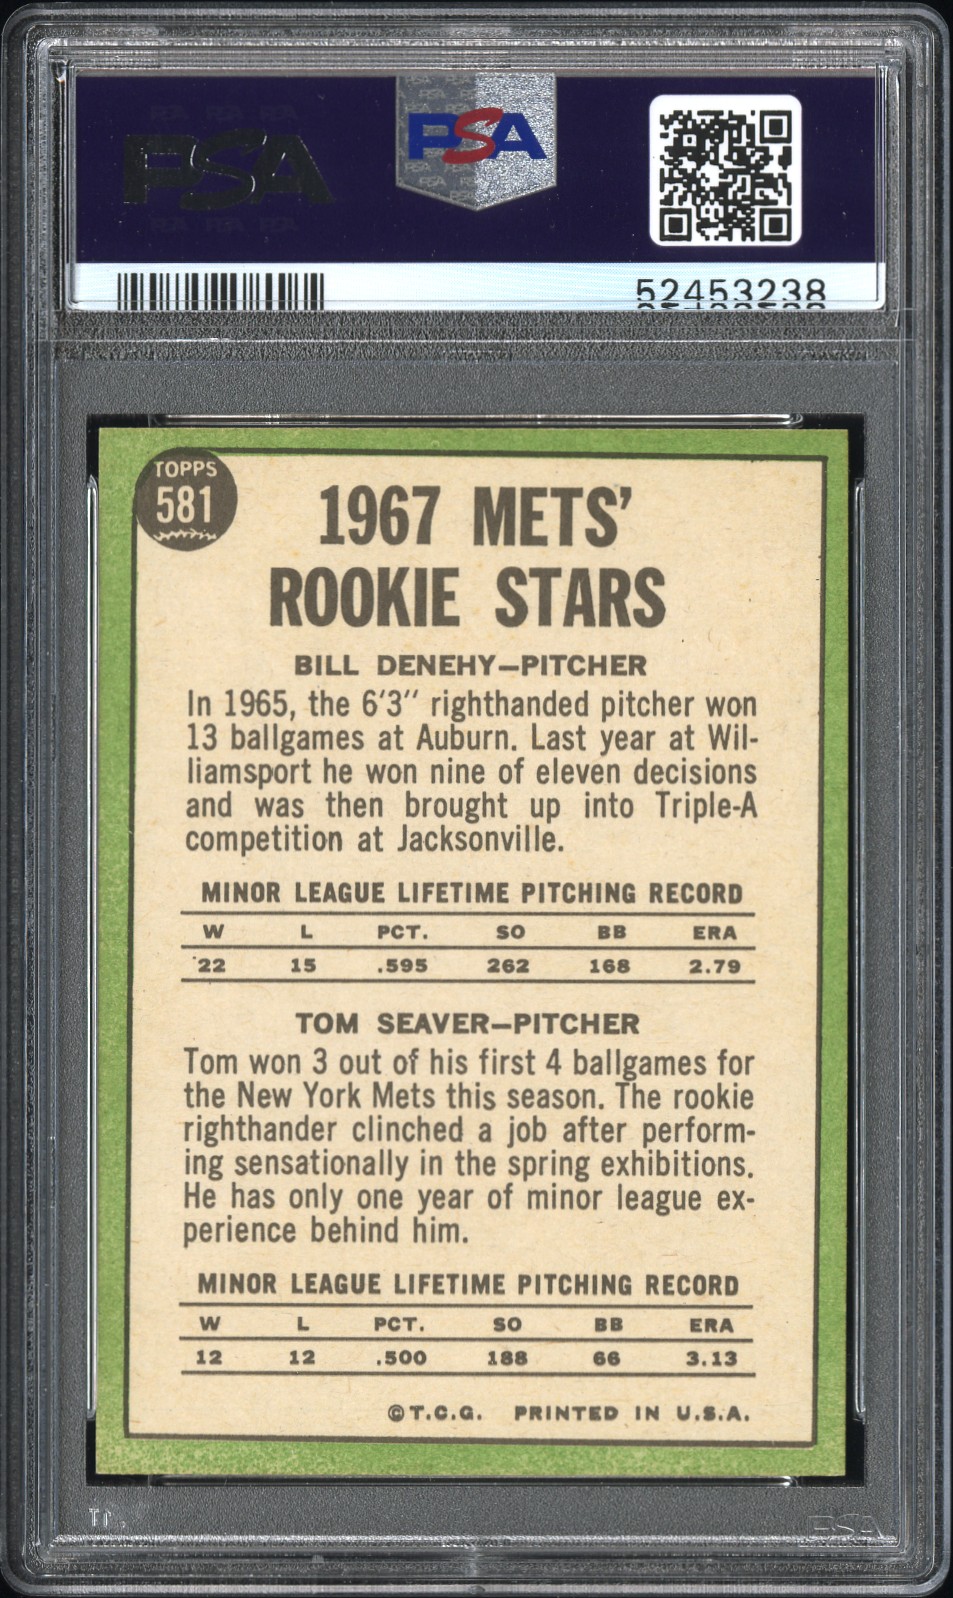 PSA
PSA
52453238
TOPPS
581
1967 METS'
ROOKIE STARS
BILL DENEHY—PITCHER
In 1965, the 6'3" righthanded pitcher won
13 ballgames at Auburn. Last year at Wil-
liamsport he won nine of eleven decisions
and was then brought up into Triple-A
competition at Jacksonville.
MINOR LEAGUE LIFETIME PITCHING RECORD
W L PCT. SO BB ERA
22 15 .595 262 168 2.79
TOM SEAVER—PITCHER
Tom won 3 out of his first 4 ballgames for
the New York Mets this season. The rookie
righthander clinched a job after perform-
ing sensationally in the spring exhibitions.
He has only one year of minor league ex-
perience behind him.
MINOR LEAGUE LIFETIME PITCHING RECORD
W L PCT. SO BB ERA
12 12 .500 188 66 3.13
©T.C.G. PRINTED IN U.S.A.
PSA